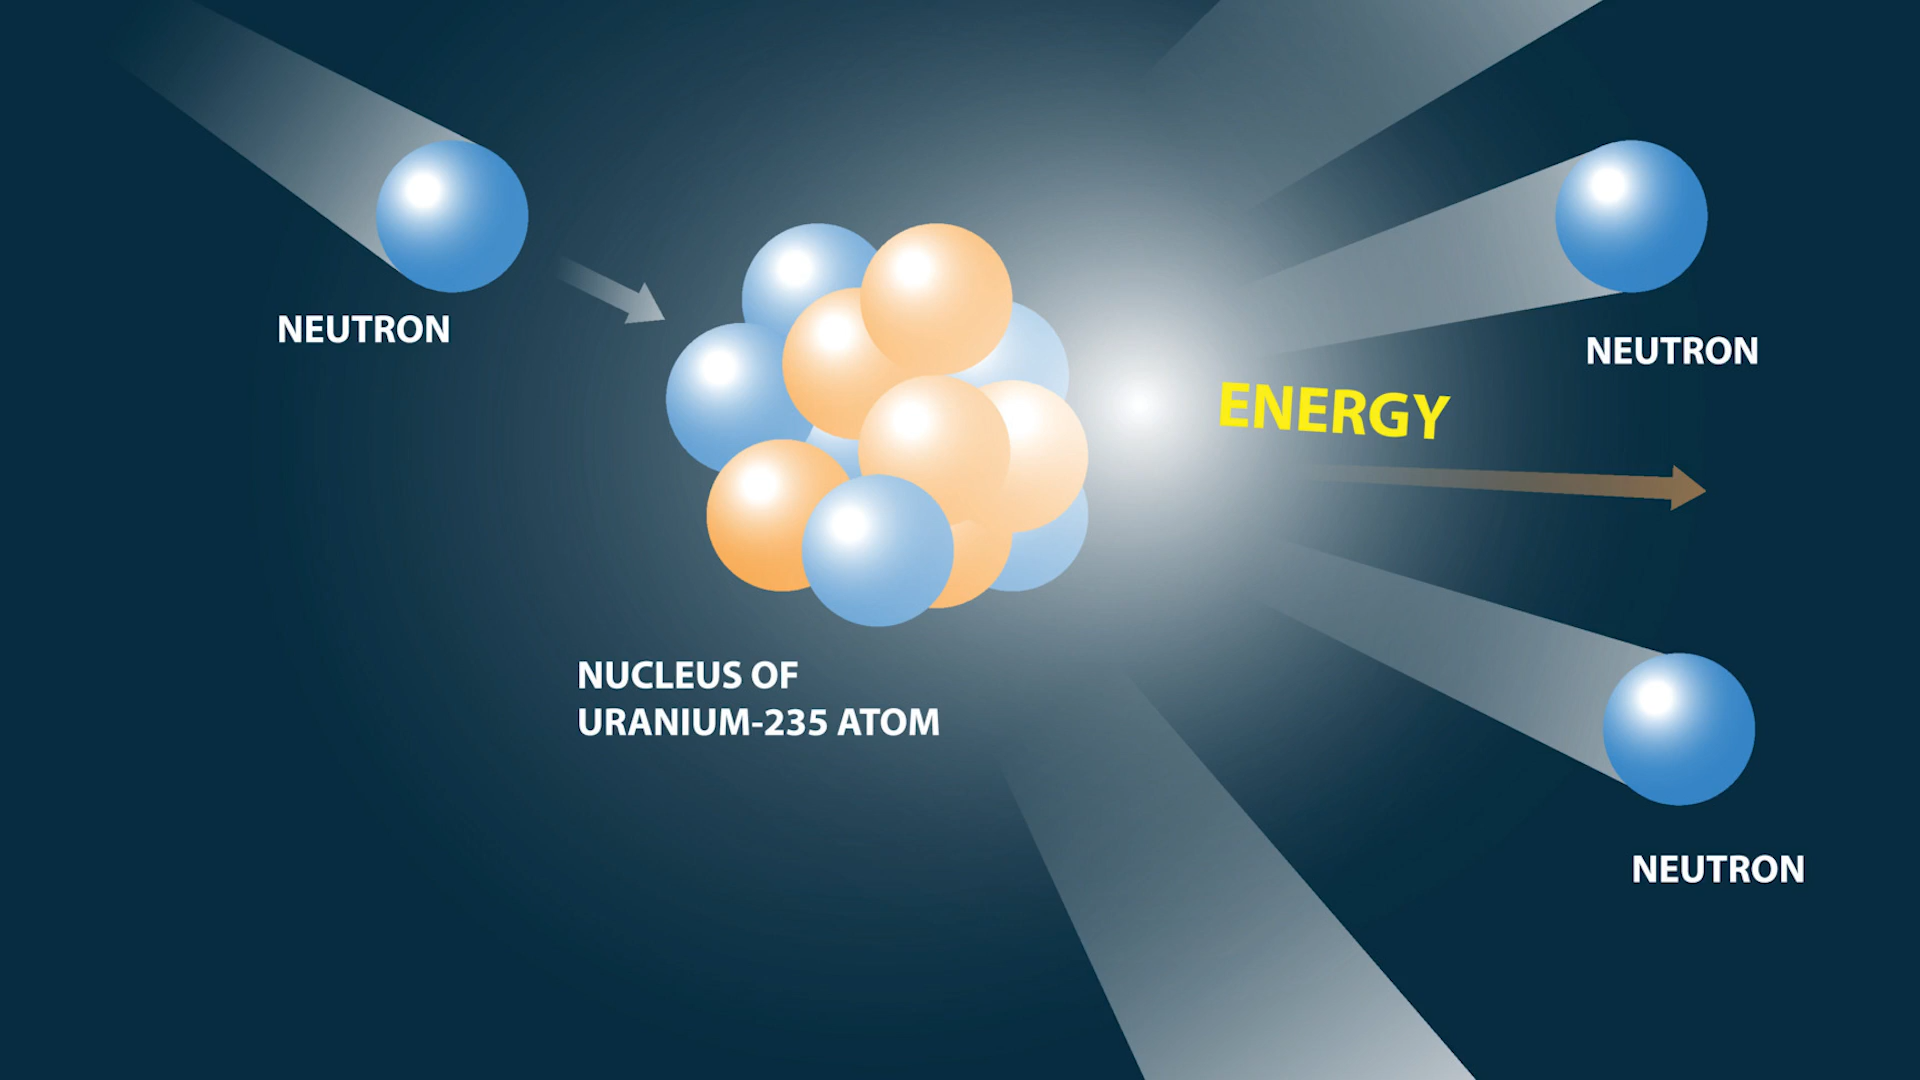 NEUTRON
NEUTRON
ENERGY
NUCLEUS OF
URANIUM-235 ATOM
NEUTRON